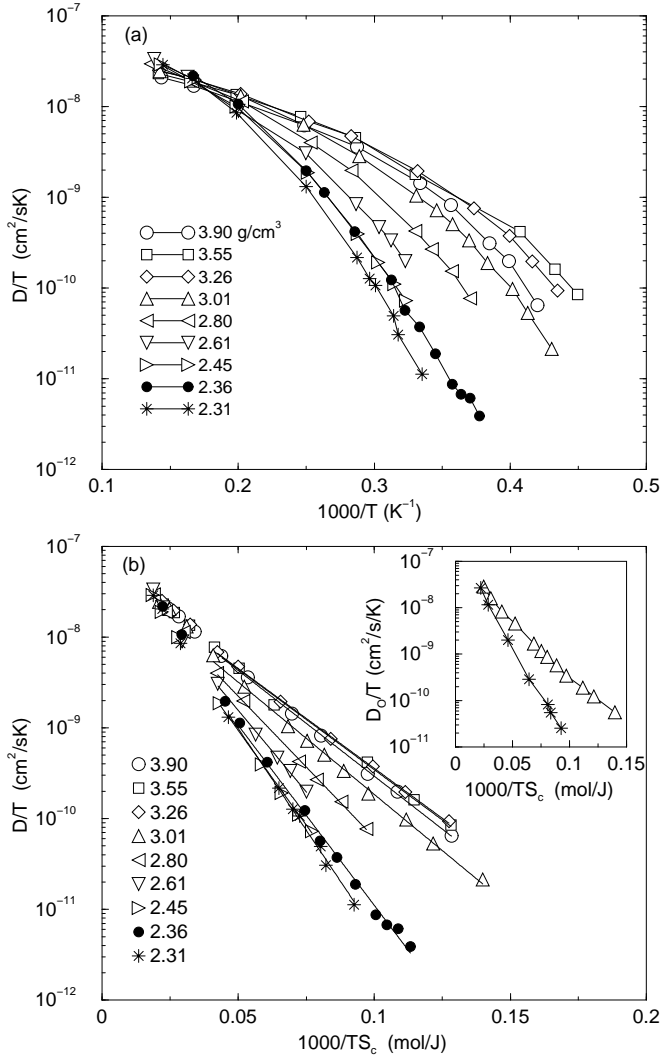 (a)
10⁻⁷
10⁻⁸
10⁻⁹
10⁻¹⁰
10⁻¹¹
10⁻¹²
D/T (cm²/sK)
3.90 g/cm³
3.55
3.26
3.01
2.80
2.61
2.45
2.36
2.31
0.1 0.2 0.3 0.4 0.5
1000/T (K⁻¹)
(b)
10⁻⁷
10⁻⁸
10⁻⁹
10⁻¹⁰
10⁻¹¹
10⁻¹²
D/T (cm²/sK)
3.90
3.55
3.26
3.01
2.80
2.61
2.45
2.36
2.31
0 0.05 0.1 0.15 0.2
1000/TS_c (mol/J)
10⁻⁷
10⁻⁸
10⁻⁹
10⁻¹⁰
10⁻¹¹
D_O/T (cm²/s/K)
0 0.05 0.1 0.15
1000/TS_c (mol/J)